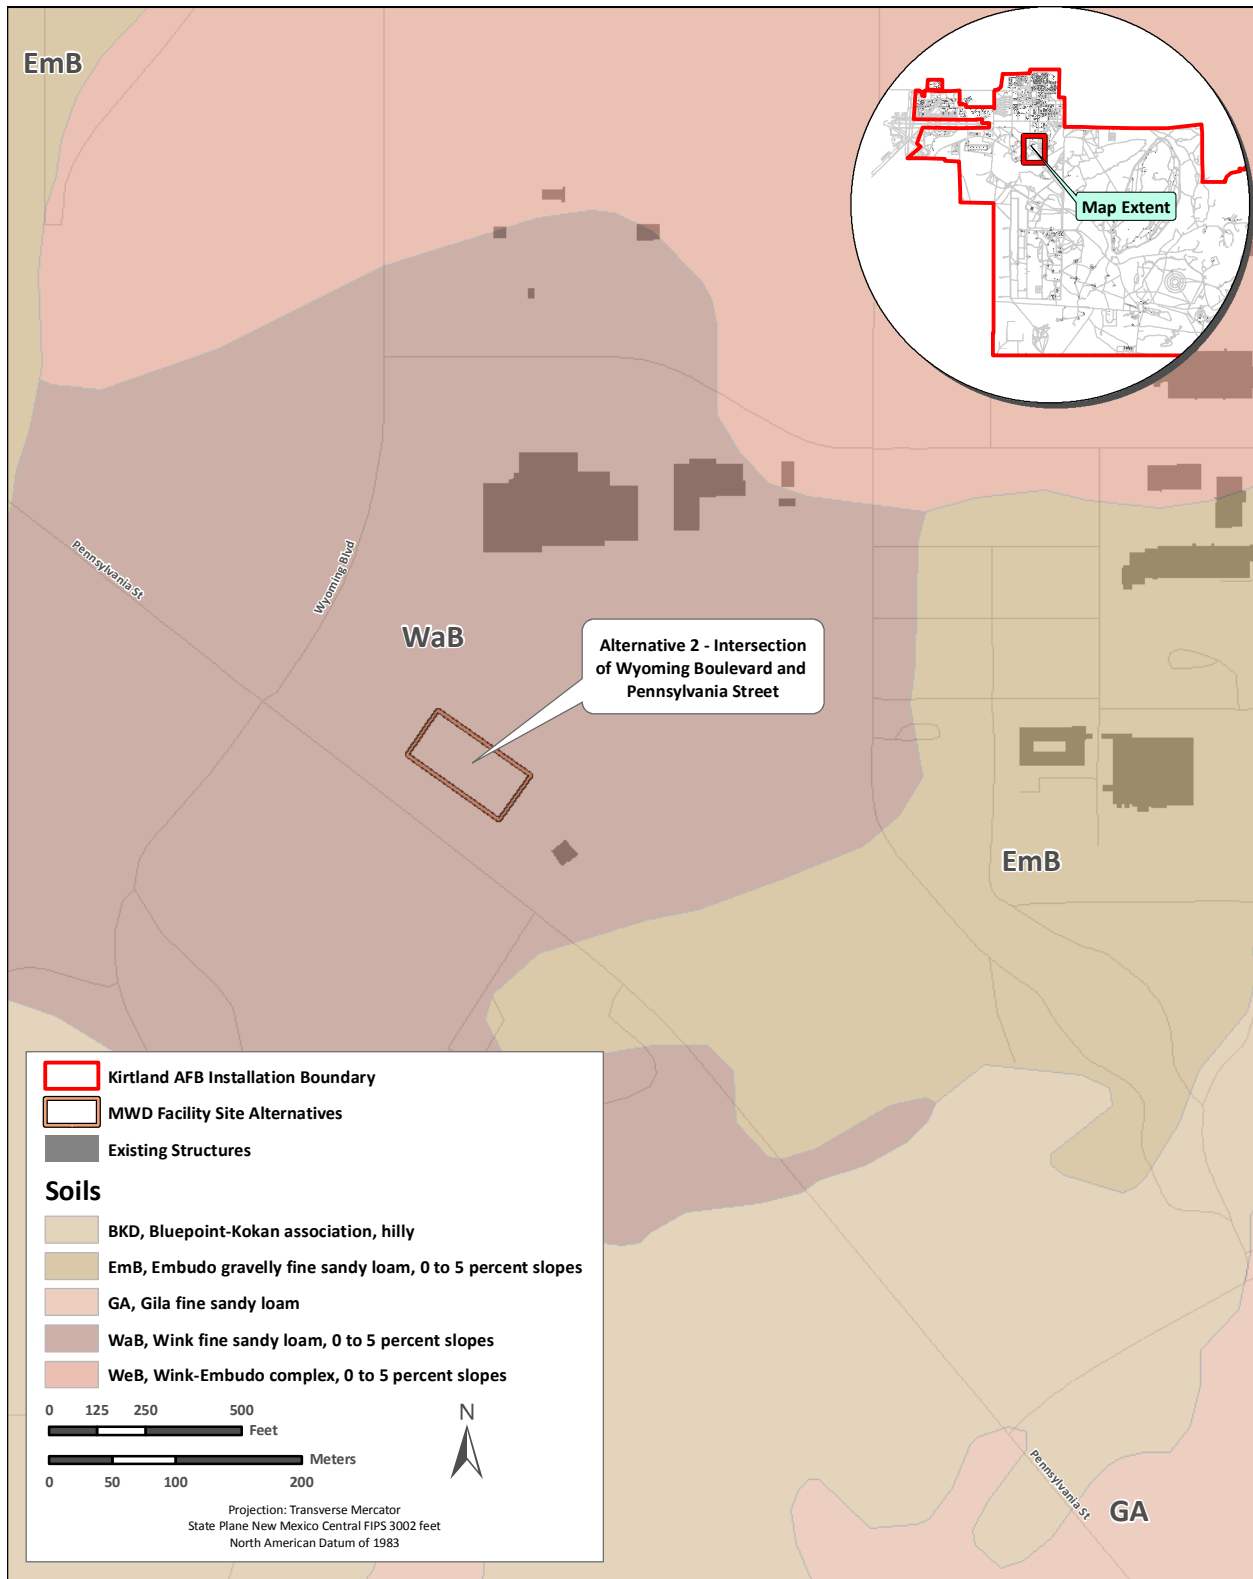 EmB
Map Extent
Pennsylvania St
Wyoming Blvd
WaB
Alternative 2 - Intersection
of Wyoming Boulevard and
Pennsylvania Street
EmB
Kirtland AFB Installation Boundary
MWD Facility Site Alternatives
Existing Structures
Soils
BKD, Bluepoint-Kokan association, hilly
EmB, Embudo gravelly fine sandy loam, 0 to 5 percent slopes
GA, Gila fine sandy loam
WaB, Wink fine sandy loam, 0 to 5 percent slopes
WeB, Wink-Embudo complex, 0 to 5 percent slopes
0 125 250 500
Feet
Meters
0 50 100 200
N
Projection: Transverse Mercator
State Plane New Mexico Central FIPS 3002 feet
North American Datum of 1983
Pennsylvania St
GA